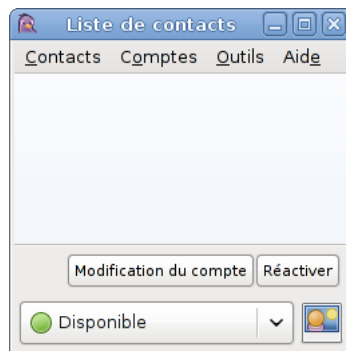 Liste de contacts
Contacts Comptes Outils Aide
Modification du compte Réactiver
Disponible